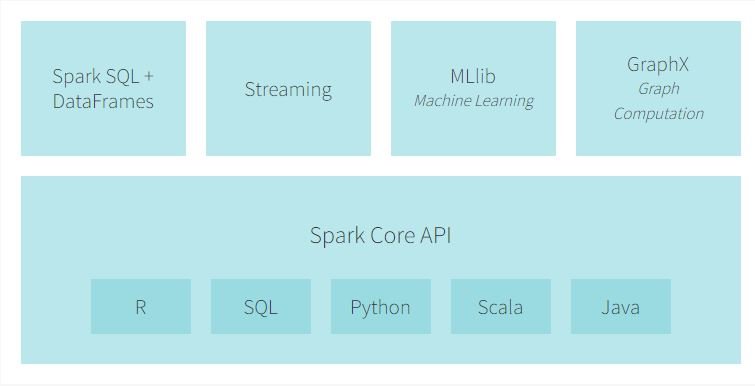 Spark SQL +
DataFrames
Streaming
MLlib
Machine Learning
GraphX
Graph
Computation
Spark Core API
R
SQL
Python
Scala
Java